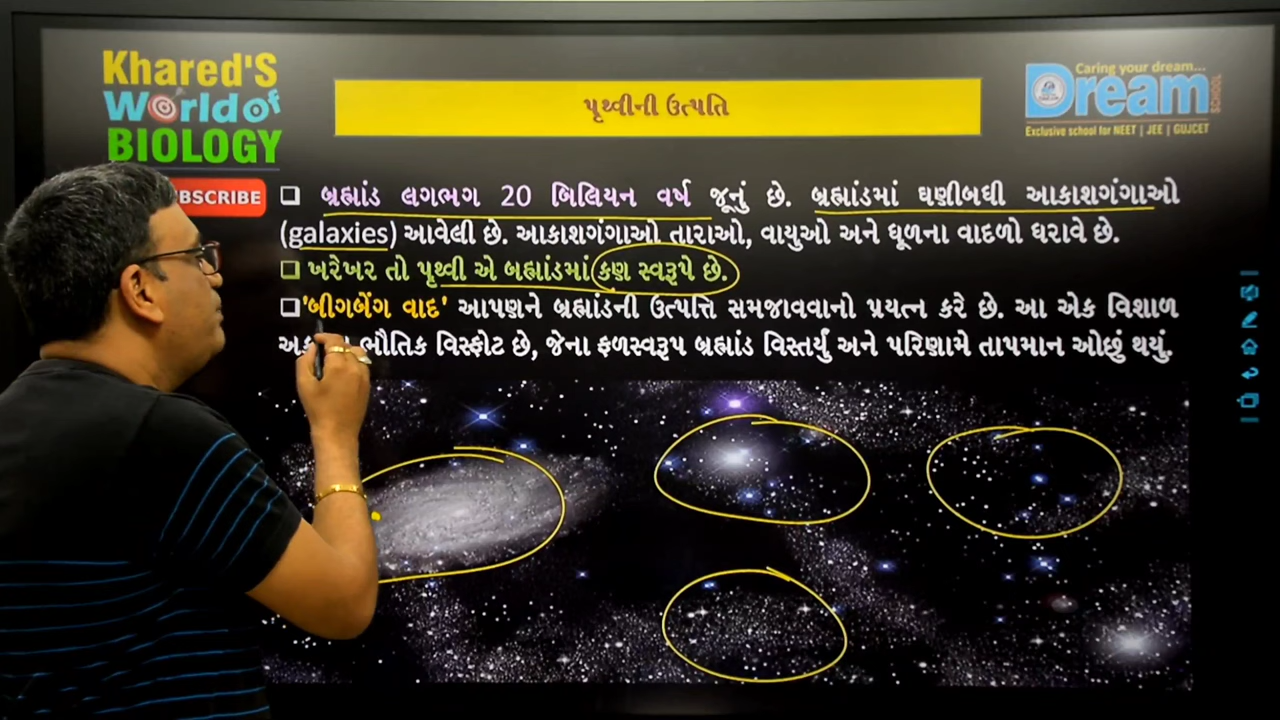 Khared'S
World of
BIOLOGY
Caring your dream...
Dream
SCHOOL
Exclusive school for NEET | JEE | GUJCET
પૃથ્વીની ઉત્પતિ
BSCRIBE
❑ બ્રહ્માંડ લગભગ 20 બિલિયન વર્ષ જૂનું છે. બ્રહ્માંડમાં ઘણીબધી આકાશગંગાઓ
(galaxies) આવેલી છે. આકાશગંગાઓ તારાઓ, વાયુઓ અને ધૂળના વાદળો ધરાવે છે.
❑ ખરેખર તો પૃથ્વી એ બ્રહ્માંડમાં કણ સ્વરૂપે છે.
❑ 'બીગબેંગ વાદ' આપણને બ્રહ્માંડની ઉત્પત્તિ સમજાવવાનો પ્રયત્ન કરે છે. આ એક વિશાળ
ભૌતિક વિસ્ફોટ છે, જેના ફળસ્વરૂપ બ્રહ્માંડ વિસ્તર્યું અને પરિણામે તાપમાન ઓછું થયું.